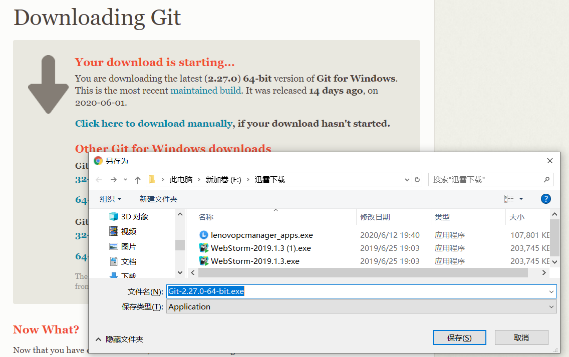 Downloading Git
Your download is starting...
You are downloading the latest (2.27.0) 64-bit version of Git for Windows.
This is the most recent maintained build. It was released 14 days ago, on
2020-06-01.
Click here to download manually, if your download hasn't started.
Other Git for Windows downloads
Git
32-
64-
Git
32-
64-
The
from
Now What?
Now that you have
另存为
此电脑 › 新加卷 (F:) › 迅雷下载
搜索"迅雷下载"
组织 新建文件夹
3D 对象
视频
图片
文档
下载
名称 修改日期 类型 大小
lenovopcmanager_apps.exe 2020/6/12 19:40 应用程序 107,801 KB
WebStorm-2019.1.3 (1).exe 2019/6/25 19:03 应用程序 203,745 KB
WebStorm-2019.1.3.exe 2019/6/25 19:03 应用程序 203,745 KB
文件名(N): Git-2.27.0-64-bit.exe
保存类型(T): Application
隐藏文件夹
保存(S) 取消